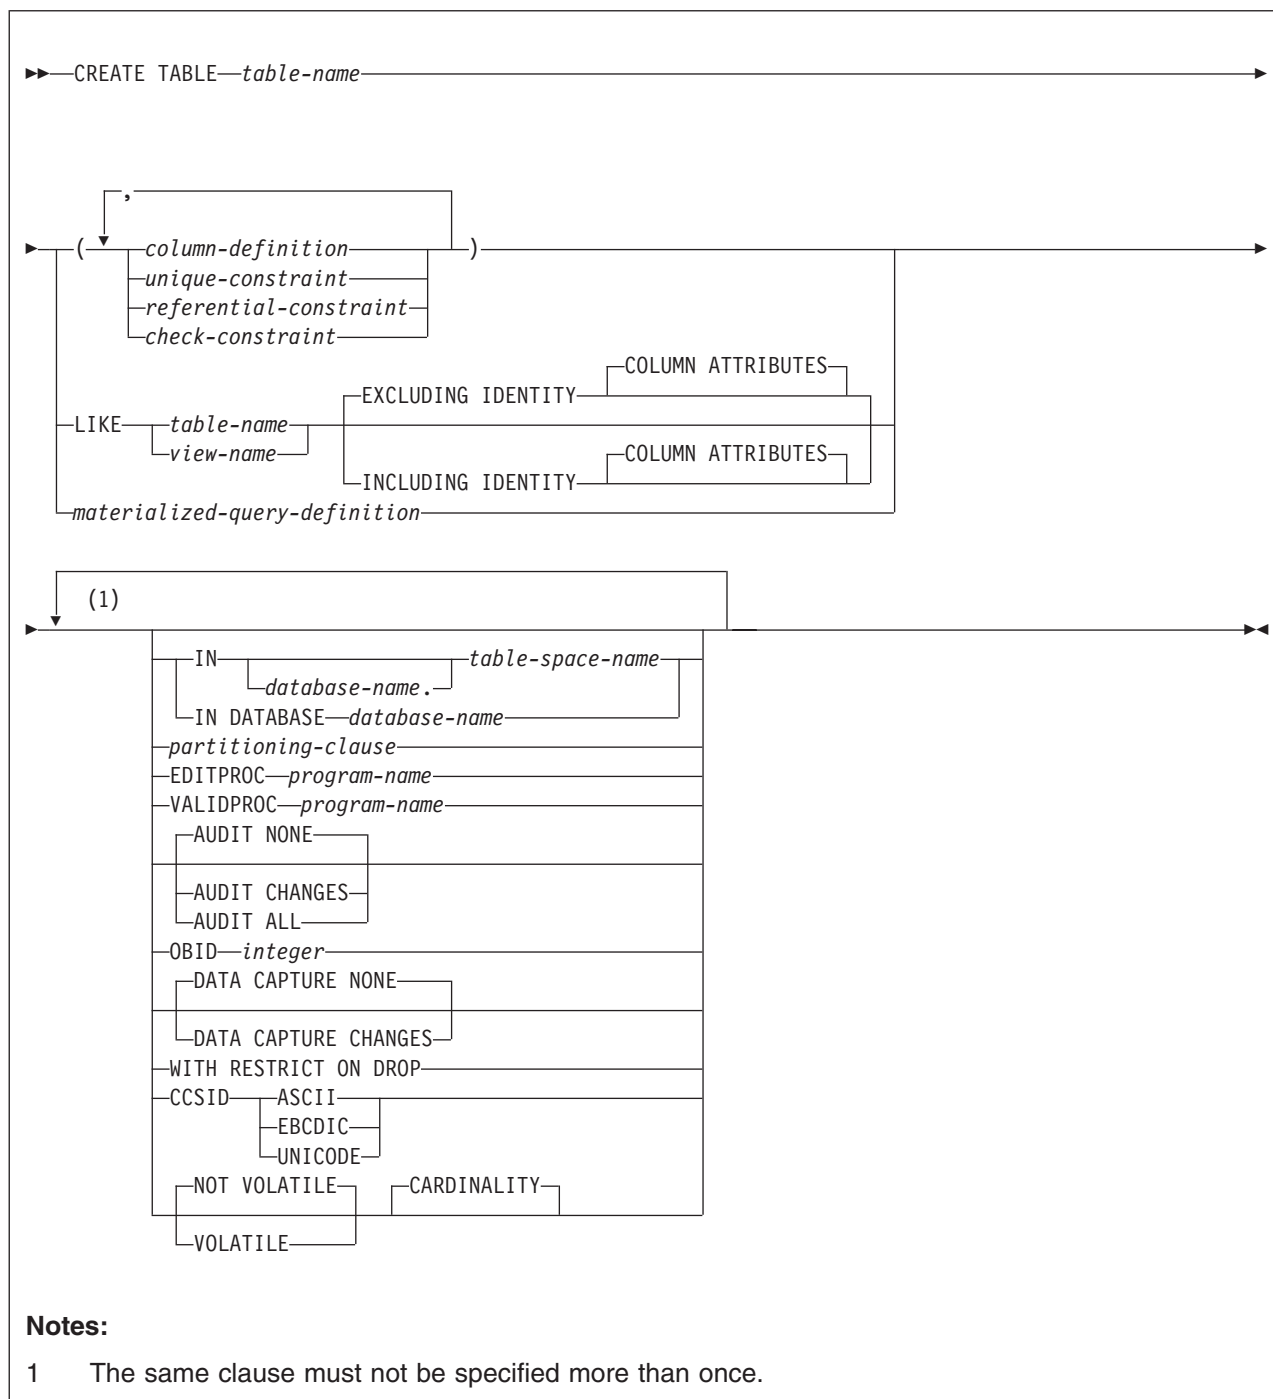 CREATE TABLE table-name
,
( column-definition )
unique-constraint
referential-constraint
check-constraint
COLUMN ATTRIBUTES
EXCLUDING IDENTITY
LIKE table-name
view-name
COLUMN ATTRIBUTES
INCLUDING IDENTITY
materialized-query-definition
(1)
IN table-space-name
database-name.
IN DATABASE database-name
partitioning-clause
EDITPROC program-name
VALIDPROC program-name
AUDIT NONE
AUDIT CHANGES
AUDIT ALL
OBID integer
DATA CAPTURE NONE
DATA CAPTURE CHANGES
WITH RESTRICT ON DROP
CCSID ASCII
EBCDIC
UNICODE
NOT VOLATILE CARDINALITY
VOLATILE
Notes:
1 The same clause must not be specified more than once.